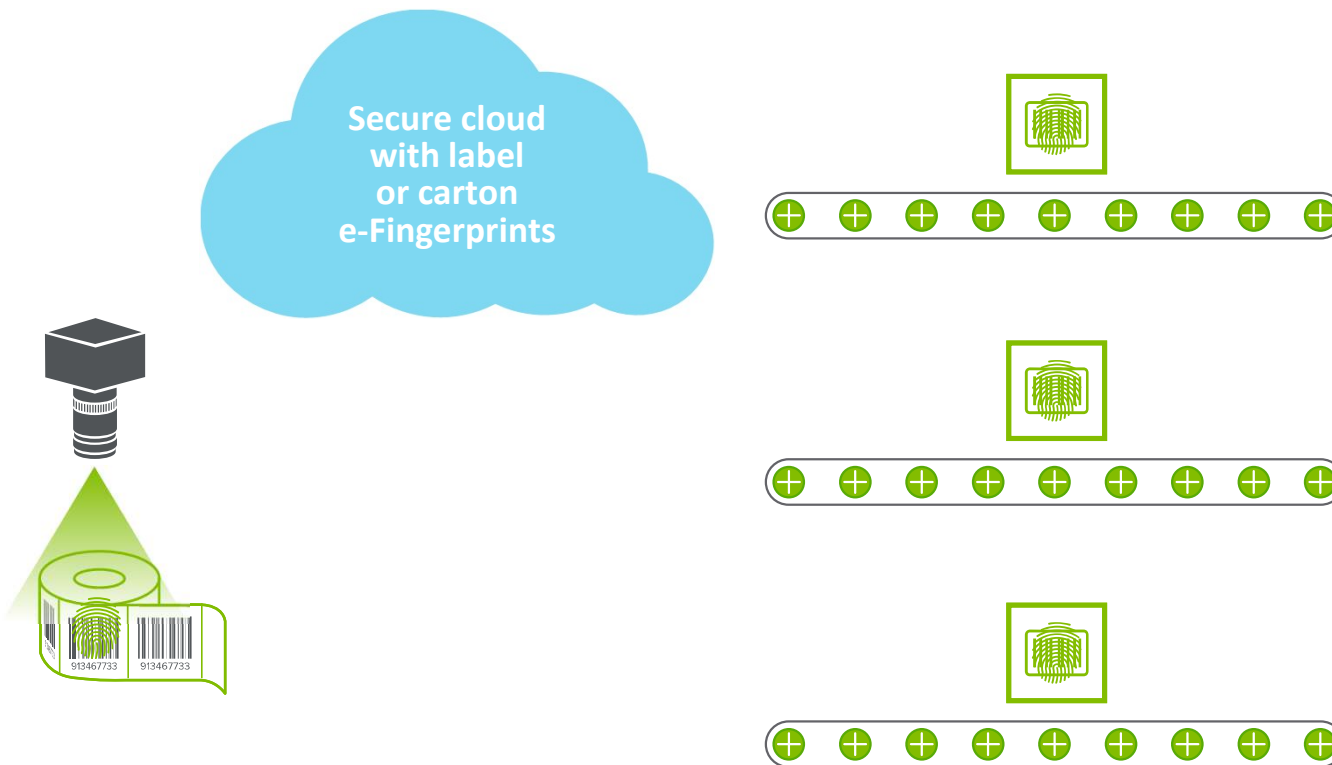 Secure cloud
with label
or carton
e-Fingerprints
913467733
913467733